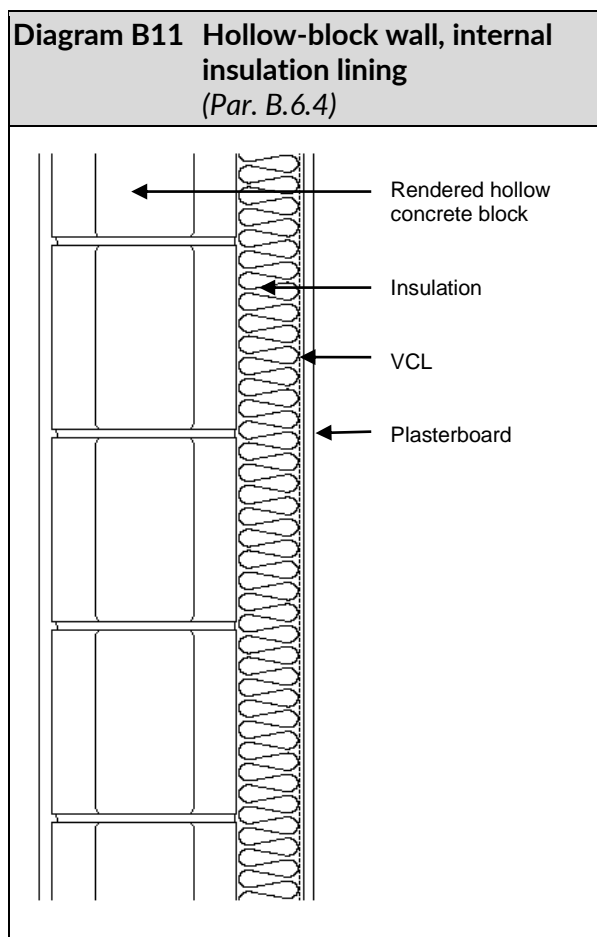 Diagram B11 Hollow-block wall, internal
insulation lining
(Par. B.6.4)
Rendered hollow
concrete block
Insulation
VCL
Plasterboard